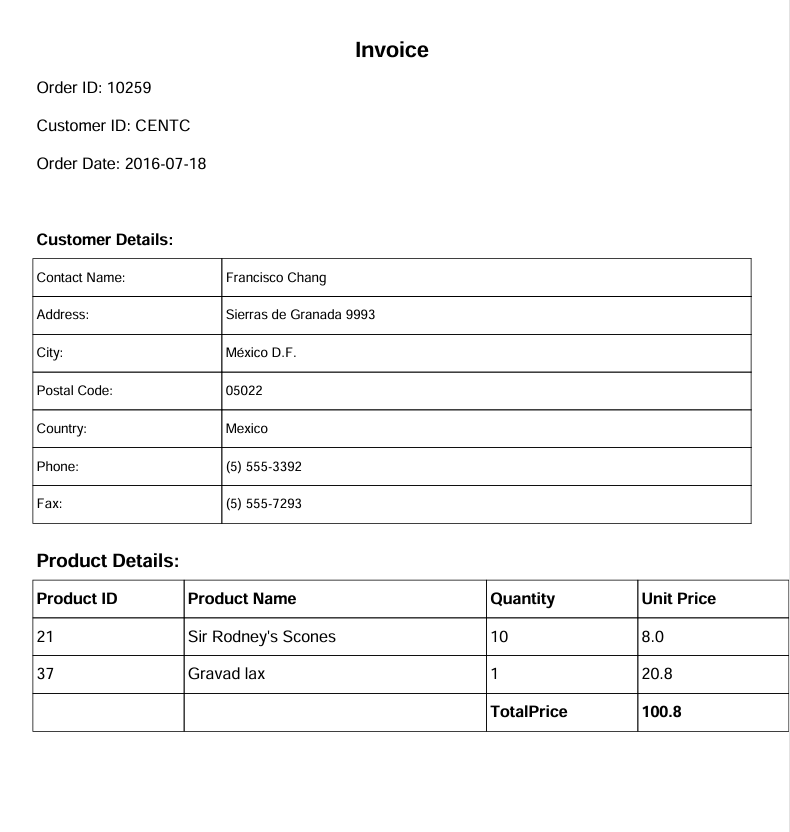 Invoice
Order ID: 10259
Customer ID: CENTC
Order Date: 2016-07-18
Customer Details:
Contact Name: Francisco Chang
Address: Sierras de Granada 9993
City: México D.F.
Postal Code: 05022
Country: Mexico
Phone: (5) 555-3392
Fax: (5) 555-7293
Product Details:
Product ID Product Name Quantity Unit Price
21 Sir Rodney's Scones 10 8.0
37 Gravad lax 1 20.8
TotalPrice 100.8